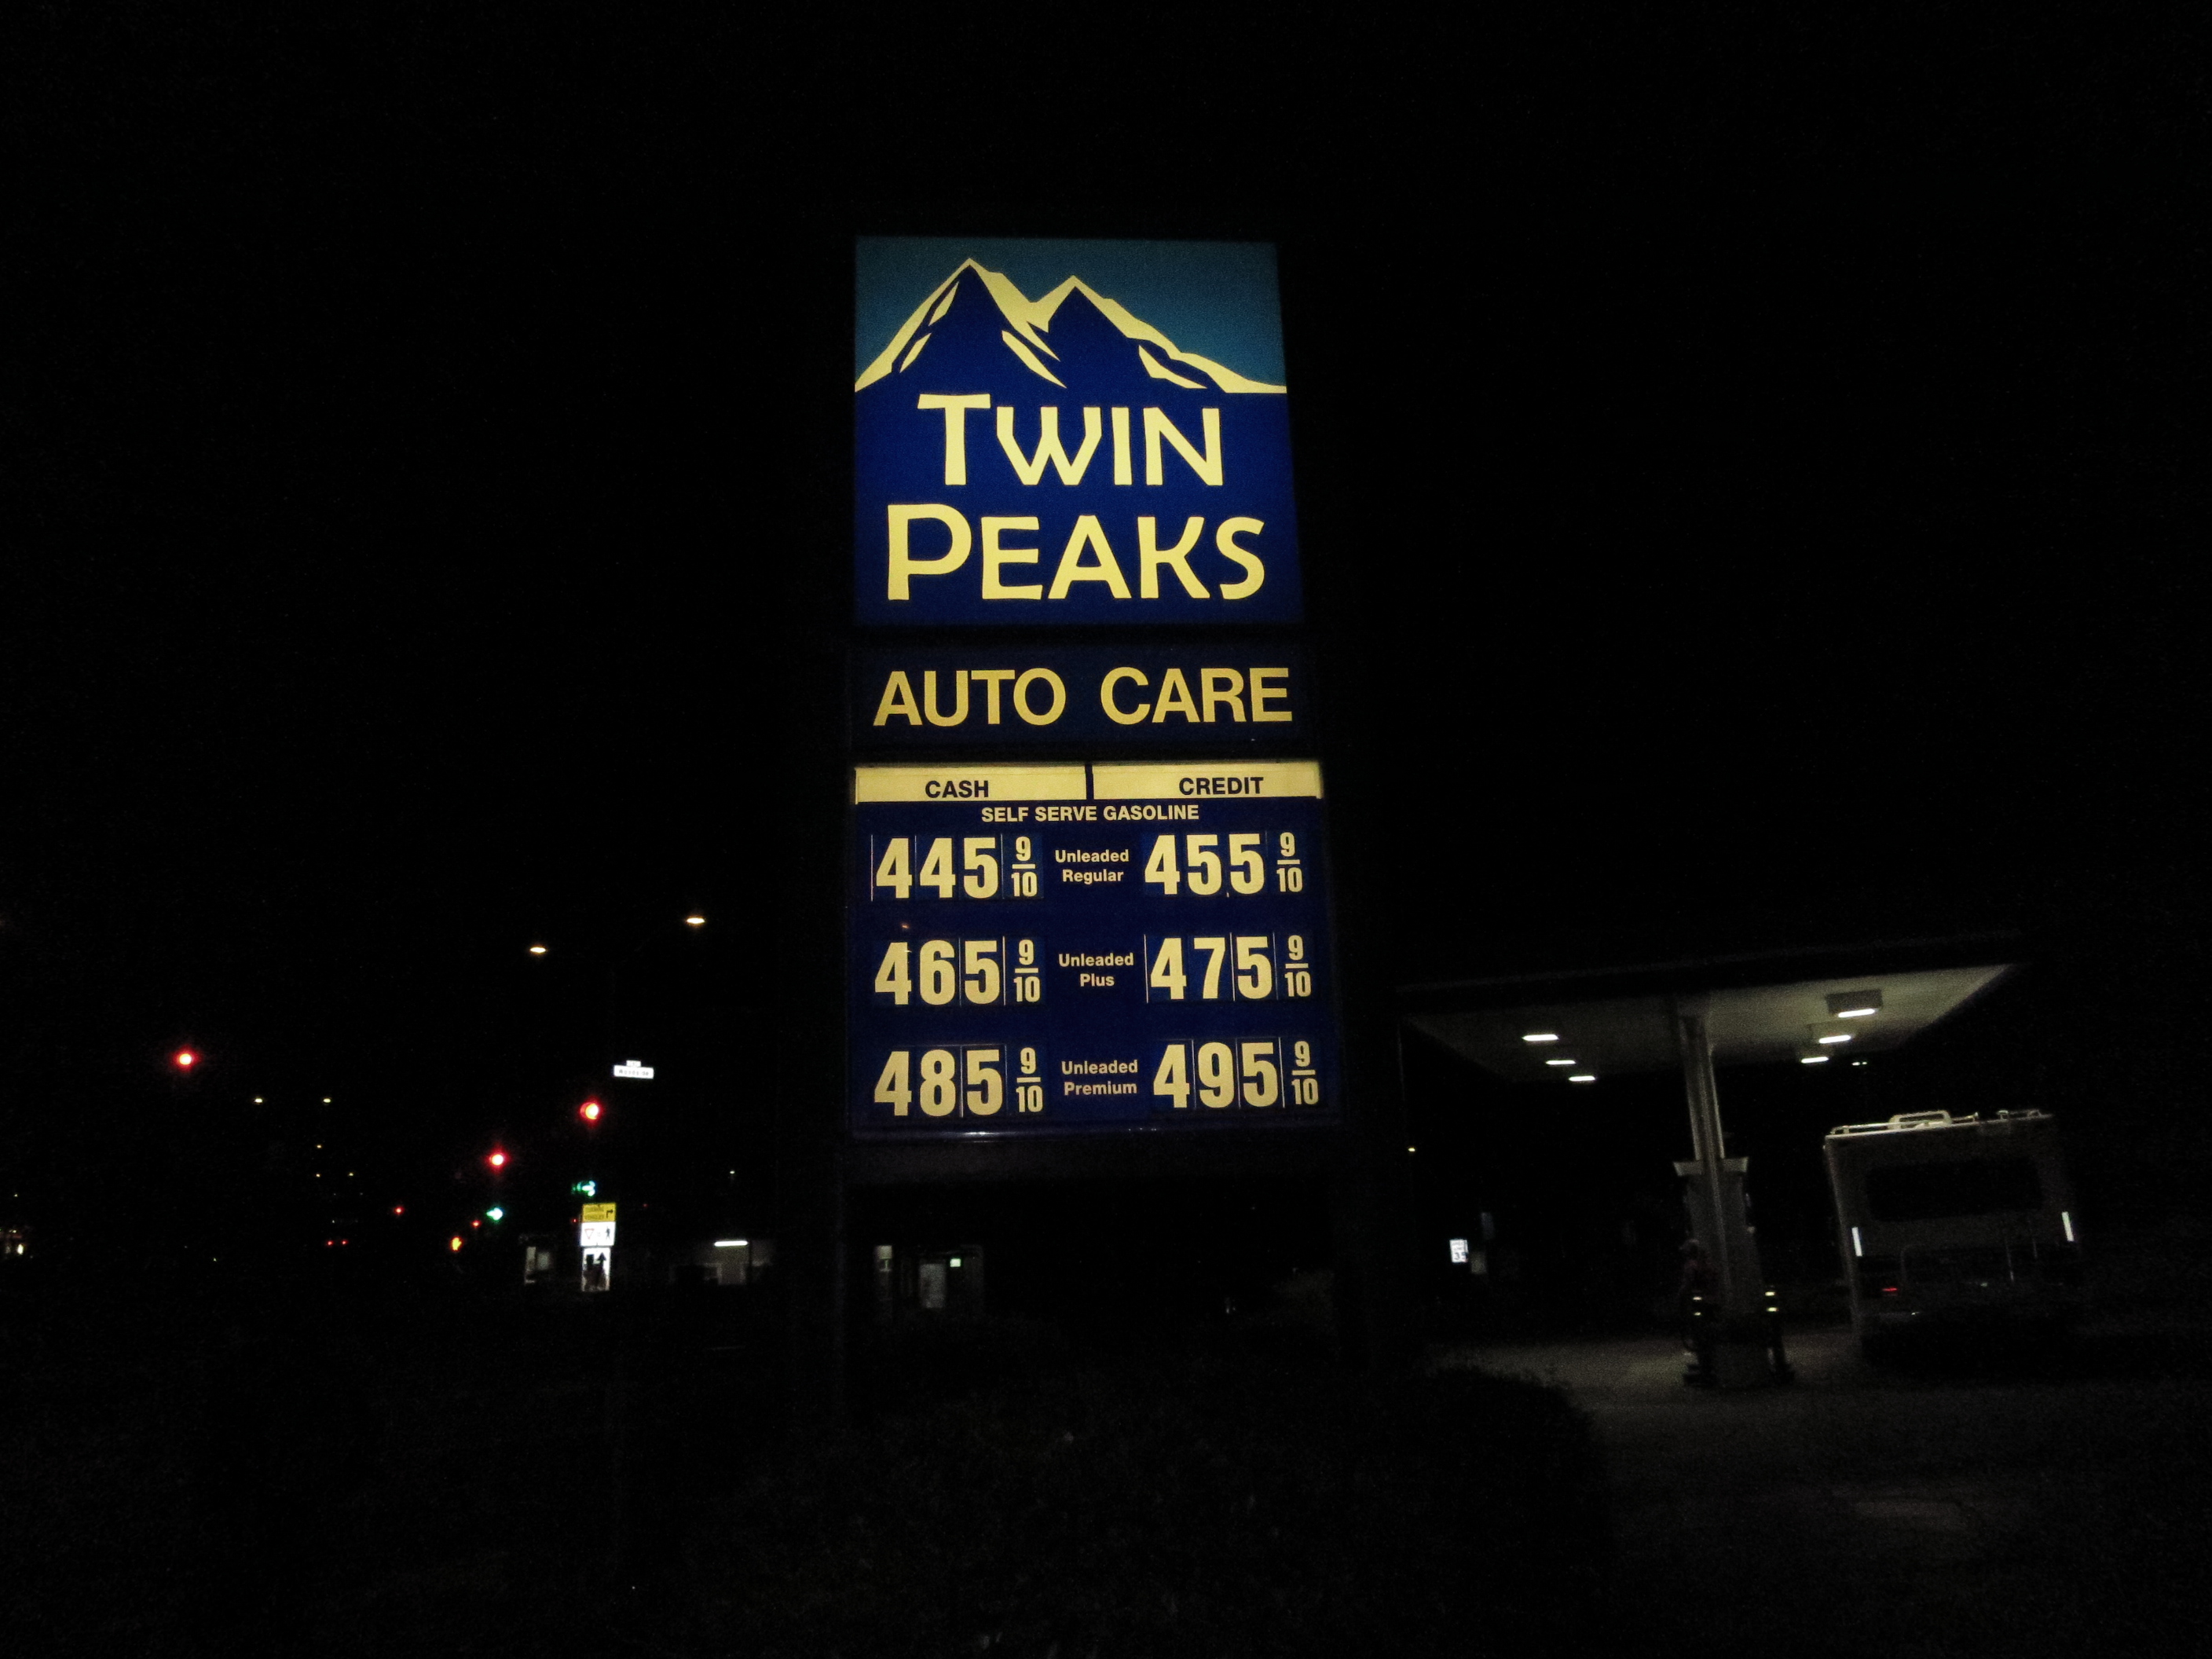 TWIN
PEAKS
AUTO CARE
CASH CREDIT
SELF SERVE GASOLINE
445 9/10 Unleaded Regular 455 9/10
465 9/10 Unleaded Plus 475 9/10
485 9/10 Unleaded Premium 495 9/10